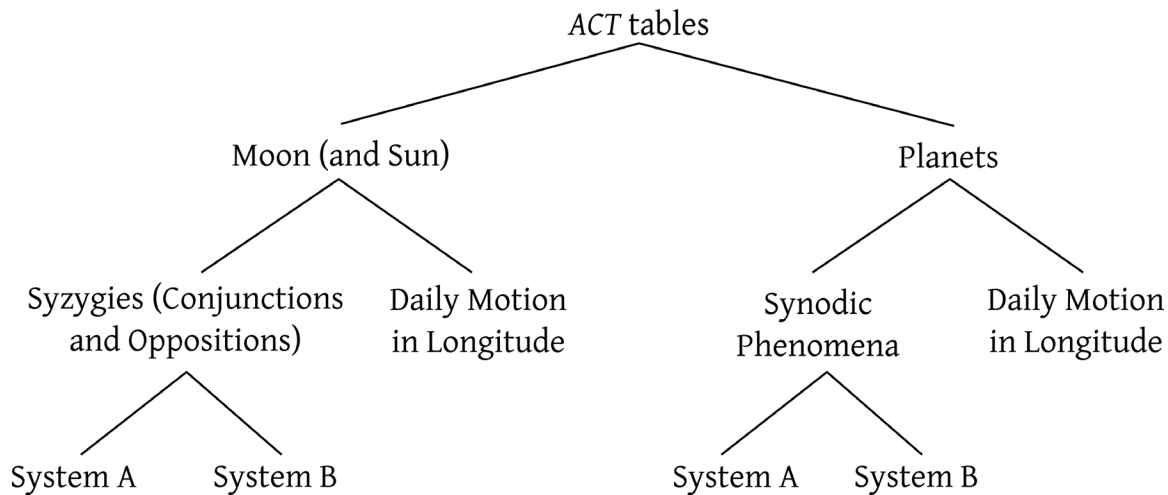 ACT tables
Moon (and Sun)
Planets
Syzygies (Conjunctions
and Oppositions)
Daily Motion
in Longitude
Synodic
Phenomena
Daily Motion
in Longitude
System A
System B
System A
System B